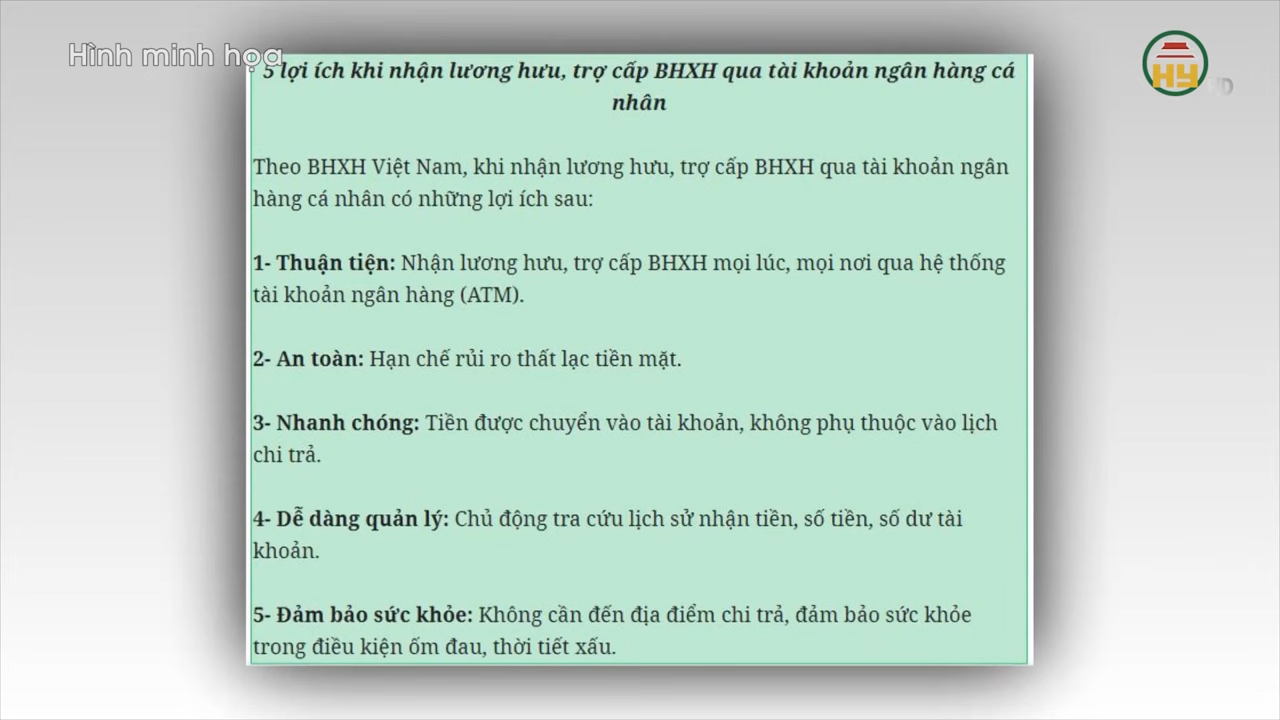 Hình minh họa
HY
HD
5 lợi ích khi nhận lương hưu, trợ cấp BHXH qua tài khoản ngân hàng cá
nhân
Theo BHXH Việt Nam, khi nhận lương hưu, trợ cấp BHXH qua tài khoản ngân
hàng cá nhân có những lợi ích sau:
1- Thuận tiện: Nhận lương hưu, trợ cấp BHXH mọi lúc, mọi nơi qua hệ thống
tài khoản ngân hàng (ATM).
2- An toàn: Hạn chế rủi ro thất lạc tiền mặt.
3- Nhanh chóng: Tiền được chuyển vào tài khoản, không phụ thuộc vào lịch
chi trả.
4- Dễ dàng quản lý: Chủ động tra cứu lịch sử nhận tiền, số tiền, số dư tài
khoản.
5- Đảm bảo sức khỏe: Không cần đến địa điểm chi trả, đảm bảo sức khỏe
trong điều kiện ốm đau, thời tiết xấu.